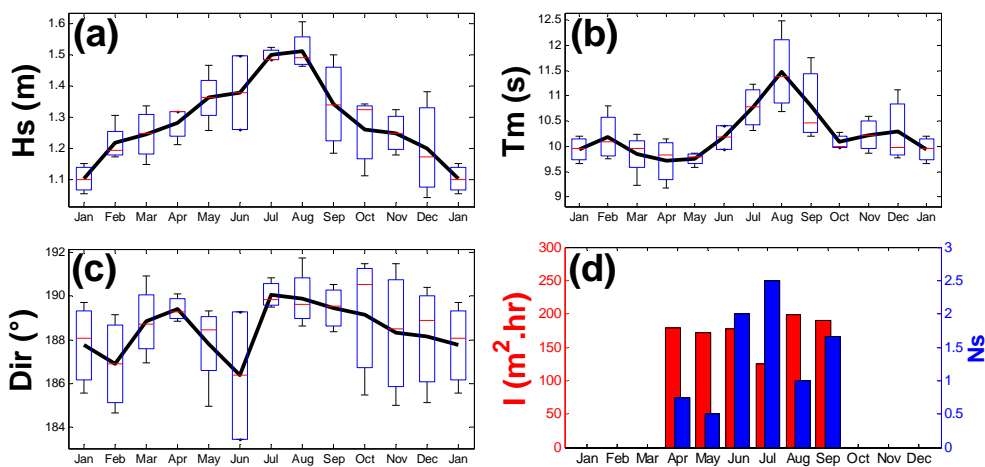 (a)
Hs (m)
1.6
1.5
1.4
1.3
1.2
1.1
Jan Feb Mar Apr May Jun Jul Aug Sep Oct Nov Dec Jan
(b)
Tm (s)
12.5
12
11.5
11
10.5
10
9.5
9
Jan Feb Mar Apr May Jun Jul Aug Sep Oct Nov Dec Jan
(c)
Dir (°)
192
190
188
186
184
Jan Feb Mar Apr May Jun Jul Aug Sep Oct Nov Dec Jan
(d)
I (m².hr)
300
250
200
150
100
50
0
3
2.5
2
1.5
1
0.5
0
Ns
Jan Feb Mar Apr May Jun Jul Aug Sep Oct Nov Dec